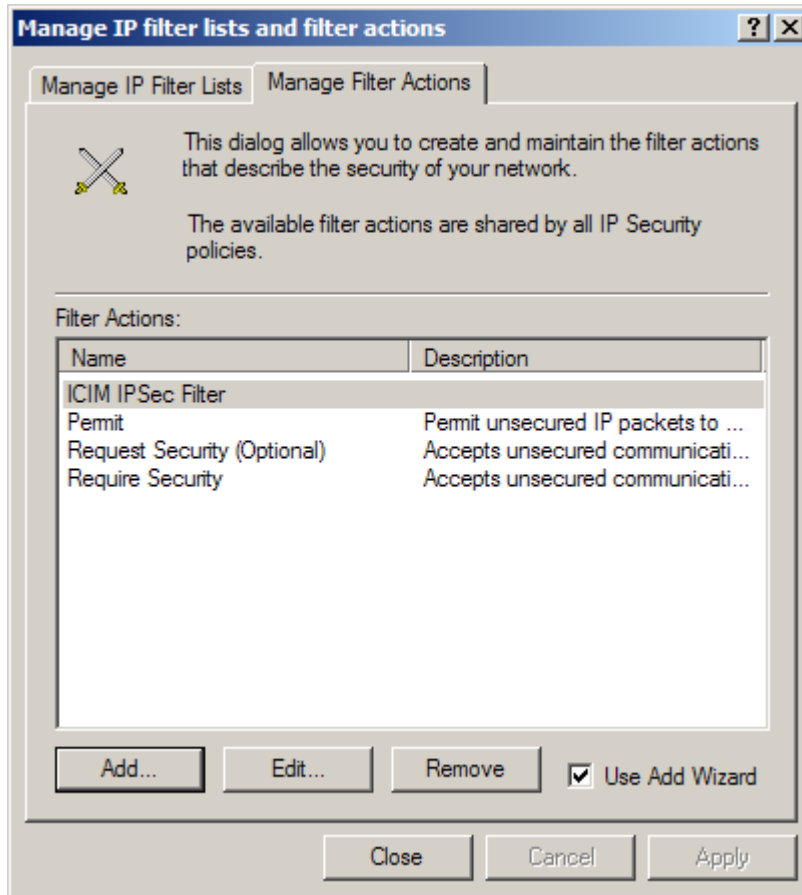 Manage IP filter lists and filter actions
Manage IP Filter Lists
Manage Filter Actions
This dialog allows you to create and maintain the filter actions
that describe the security of your network.
The available filter actions are shared by all IP Security
policies.
Filter Actions:
Name Description
ICIM IPSec Filter
Permit Permit unsecured IP packets to ...
Request Security (Optional) Accepts unsecured communicati...
Require Security Accepts unsecured communicati...
Add... Edit... Remove Use Add Wizard
Close Cancel Apply